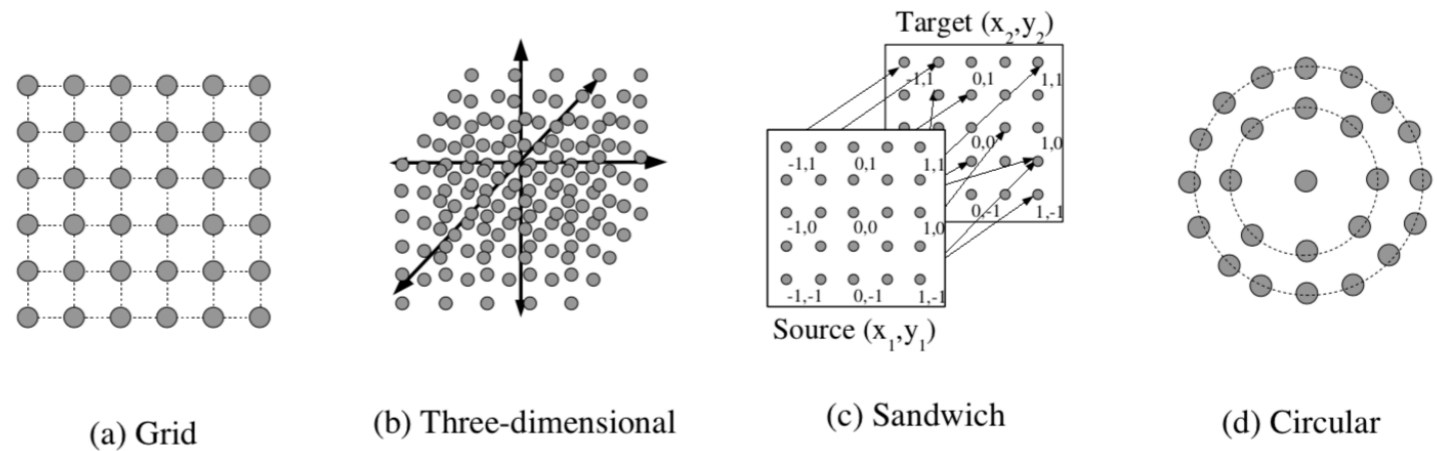 Target (x2,y2)
-1,1 0,1 1,1
0,0 1,0
0,-1 1,-1
-1,1 0,1 1,1
-1,0 0,0 1,0
-1,-1 0,-1 1,-1
Source (x1,y1)
(a) Grid
(b) Three-dimensional
(c) Sandwich
(d) Circular